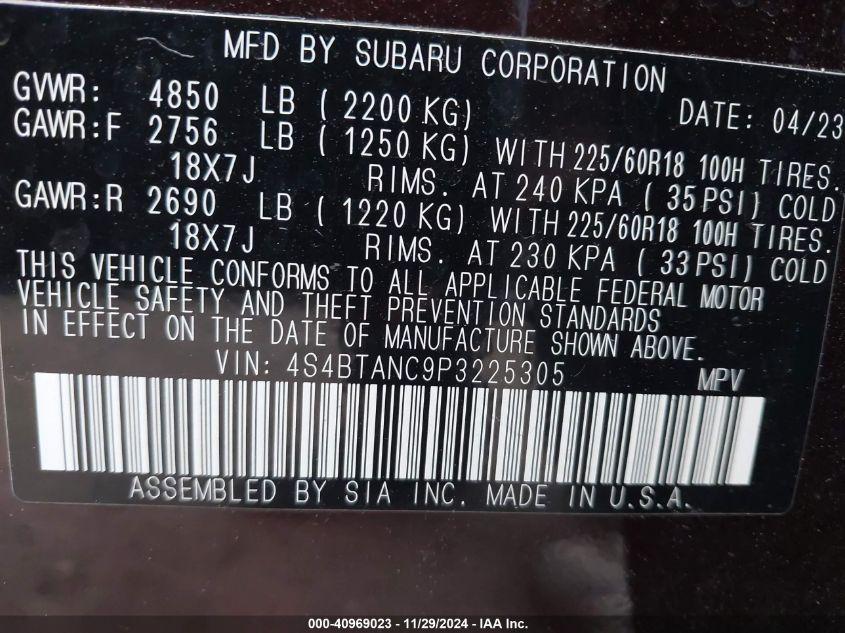 MFD BY SUBARU CORPORATION
GVWR: 4850 LB (2200 KG) DATE: 04/23
GAWR:F 2756 LB (1250 KG) WITH 225/60R18 100H TIRES.
18X7J RIMS. AT 240 KPA (35PSI) COLD
GAWR:R 2690 LB (1220 KG) WITH 225/60R18 100H TIRES.
18X7J RIMS. AT 230 KPA (33PSI) COLD
THIS VEHICLE CONFORMS TO ALL APPLICABLE FEDERAL MOTOR
VEHICLE SAFETY AND THEFT PREVENTION STANDARDS
IN EFFECT ON THE DATE OF MANUFACTURE SHOWN ABOVE.
VIN: 4S4BTANC9P3225305 MPV
ASSEMBLED BY SIA INC. MADE IN U.S.A.
000-40969023 - 11/29/2024 - IAA Inc.